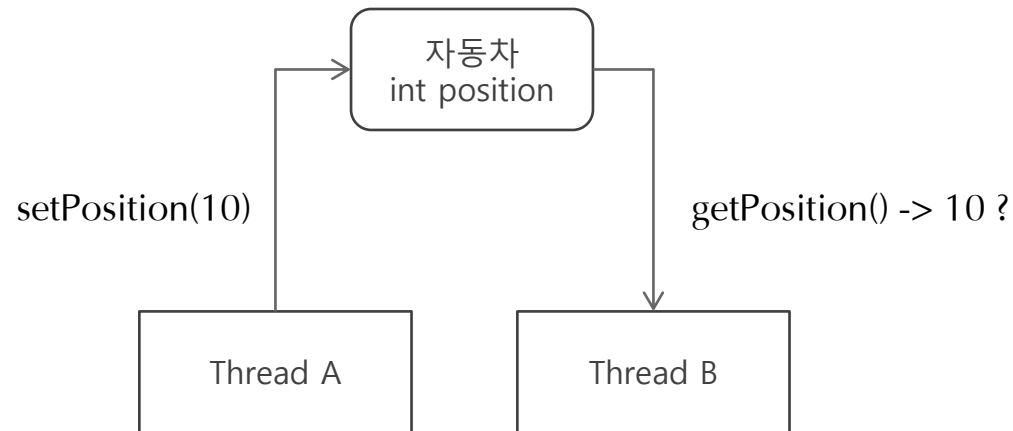 자동차
int position
setPosition(10)
getPosition() -> 10 ?
Thread A
Thread B